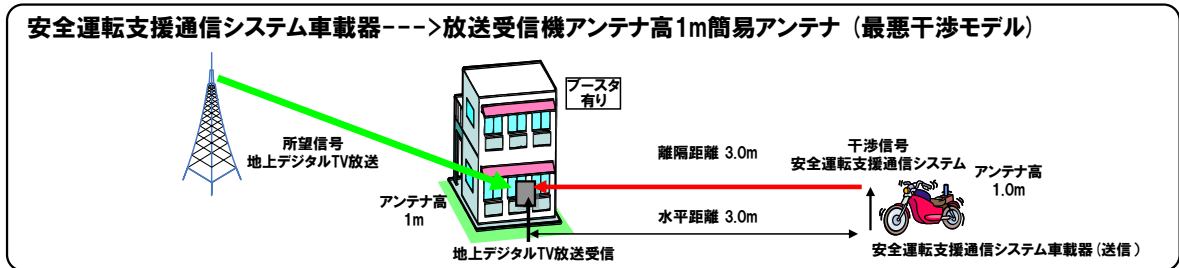 安全運転支援通信システム車載器--->放送受信機アンテナ高1m簡易アンテナ (最悪干渉モデル)
ブースタ
有り
所望信号
地上デジタルTV放送
離隔距離 3.0m
干渉信号
安全運転支援通信システム
アンテナ高
1.0m
アンテナ高
1m
水平距離 3.0m
地上デジタルTV放送受信
安全運転支援通信システム車載器(送信)